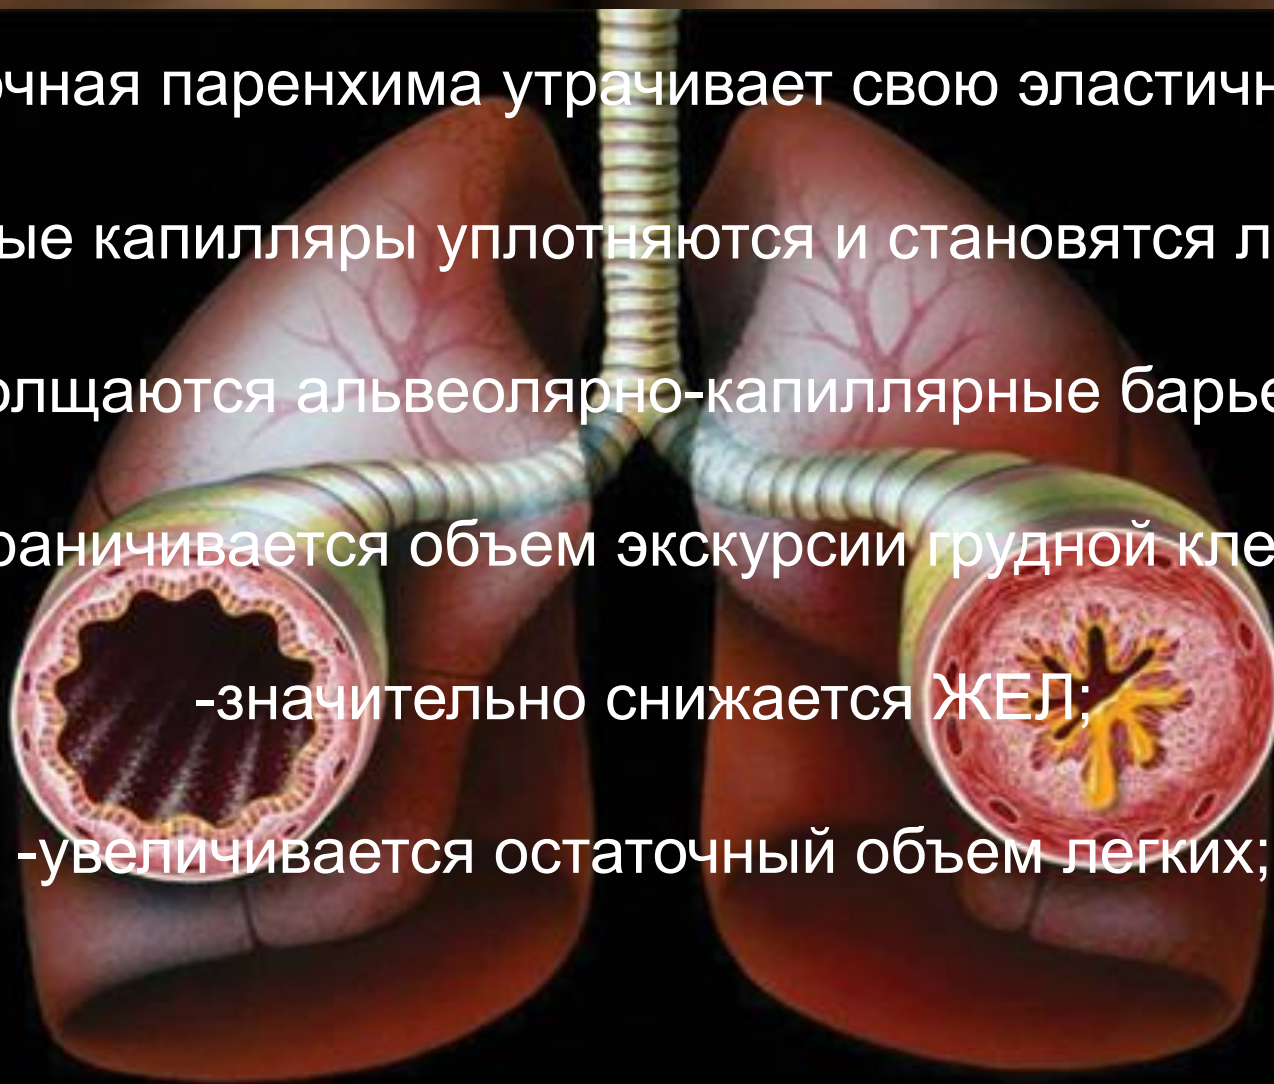 очная паренхима утрачивает свою эластичн
ые капилляры уплотняются и становятся л
олщаются альвеолярно-капиллярные барье
раничивается объем экскурсии грудной кле
-значительно снижается ЖЕЛ;
-увеличивается остаточный объем легких;